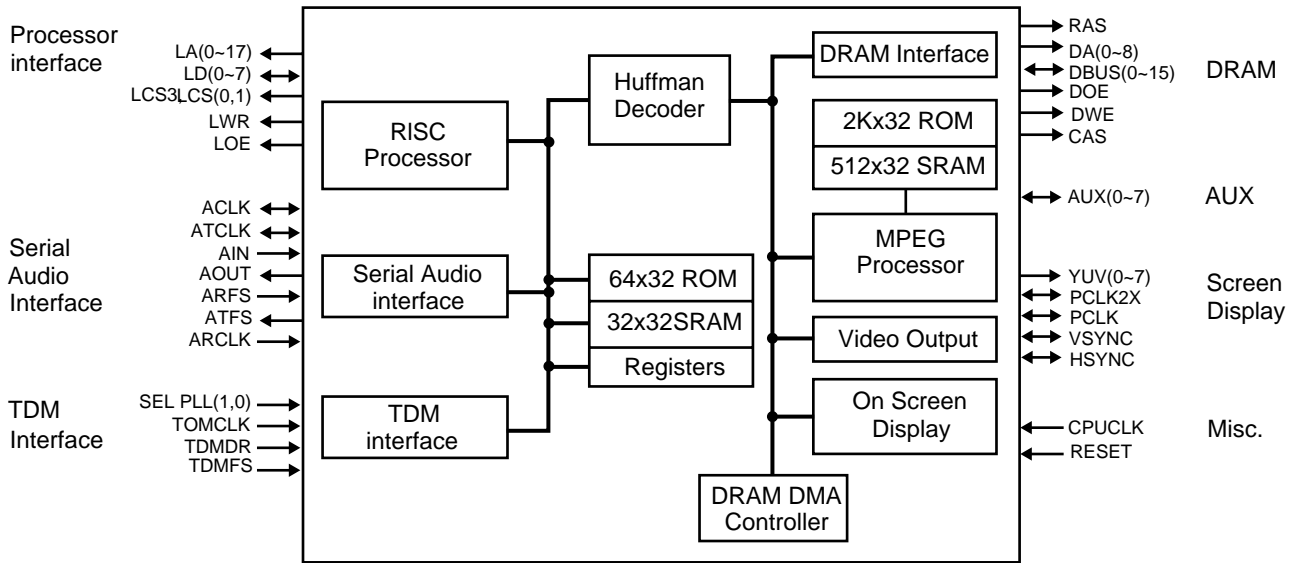 Processor
interface
LA(0~17)
LD(0~7)
LCS3LCS(0,1)
LWR
LOE
Serial
Audio
Interface
ACLK
ATCLK
AIN
AOUT
ARFS
ATFS
ARCLK
TDM
Interface
SEL PLL(1,0)
TOMCLK
TDMDR
TDMFS
RISC
Processor
Serial Audio
interface
TDM
interface
Huffman
Decoder
64x32 ROM
32x32SRAM
Registers
DRAM Interface
2Kx32 ROM
512x32 SRAM
MPEG
Processor
Video Output
On Screen
Display
DRAM DMA
Controller
RAS
DA(0~8)
DBUS(0~15)
DOE
DWE
CAS
DRAM
AUX(0~7)
AUX
YUV(0~7)
PCLK2X
PCLK
VSYNC
HSYNC
Screen
Display
CPUCLK
RESET
Misc.